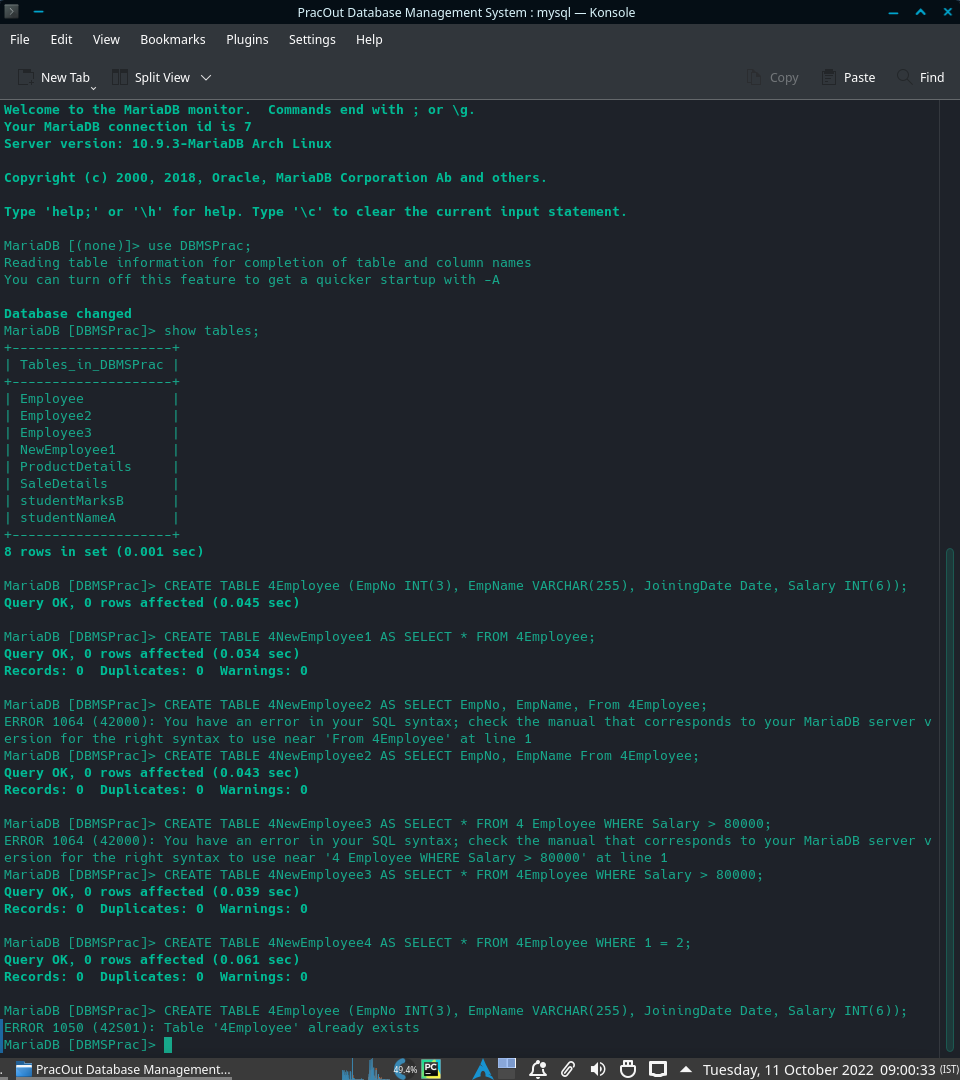 PracOut Database Management System : mysql — Konsole
File Edit View Bookmarks Plugins Settings Help
New Tab Split View Copy Paste Find
Welcome to the MariaDB monitor.  Commands end with ; or \g.
Your MariaDB connection id is 7
Server version: 10.9.3-MariaDB Arch Linux
Copyright (c) 2000, 2018, Oracle, MariaDB Corporation Ab and others.
Type 'help;' or '\h' for help. Type '\c' to clear the current input statement.
MariaDB [(none)]> use DBMSPrac;
Reading table information for completion of table and column names
You can turn off this feature to get a quicker startup with -A
Database changed
MariaDB [DBMSPrac]> show tables;
+--------------------+
| Tables_in_DBMSPrac |
+--------------------+
| Employee           |
| Employee2          |
| Employee3          |
| NewEmployee1       |
| ProductDetails     |
| SaleDetails        |
| studentMarksB      |
| studentNameA       |
+--------------------+
8 rows in set (0.001 sec)
MariaDB [DBMSPrac]> CREATE TABLE 4Employee (EmpNo INT(3), EmpName VARCHAR(255), JoiningDate Date, Salary INT(6));
Query OK, 0 rows affected (0.045 sec)
MariaDB [DBMSPrac]> CREATE TABLE 4NewEmployee1 AS SELECT * FROM 4Employee;
Query OK, 0 rows affected (0.034 sec)
Records: 0  Duplicates: 0  Warnings: 0
MariaDB [DBMSPrac]> CREATE TABLE 4NewEmployee2 AS SELECT EmpNo, EmpName, From 4Employee;
ERROR 1064 (42000): You have an error in your SQL syntax; check the manual that corresponds to your MariaDB server v
ersion for the right syntax to use near 'From 4Employee' at line 1
MariaDB [DBMSPrac]> CREATE TABLE 4NewEmployee2 AS SELECT EmpNo, EmpName From 4Employee;
Query OK, 0 rows affected (0.043 sec)
Records: 0  Duplicates: 0  Warnings: 0
MariaDB [DBMSPrac]> CREATE TABLE 4NewEmployee3 AS SELECT * FROM 4 Employee WHERE Salary > 80000;
ERROR 1064 (42000): You have an error in your SQL syntax; check the manual that corresponds to your MariaDB server v
ersion for the right syntax to use near '4 Employee WHERE Salary > 80000' at line 1
MariaDB [DBMSPrac]> CREATE TABLE 4NewEmployee3 AS SELECT * FROM 4Employee WHERE Salary > 80000;
Query OK, 0 rows affected (0.039 sec)
Records: 0  Duplicates: 0  Warnings: 0
MariaDB [DBMSPrac]> CREATE TABLE 4NewEmployee4 AS SELECT * FROM 4Employee WHERE 1 = 2;
Query OK, 0 rows affected (0.061 sec)
Records: 0  Duplicates: 0  Warnings: 0
MariaDB [DBMSPrac]> CREATE TABLE 4Employee (EmpNo INT(3), EmpName VARCHAR(255), JoiningDate Date, Salary INT(6));
ERROR 1050 (42S01): Table '4Employee' already exists
MariaDB [DBMSPrac]>
PracOut Database Management... 49.4% PC Tuesday, 11 October 2022 09:00:33 (IST)